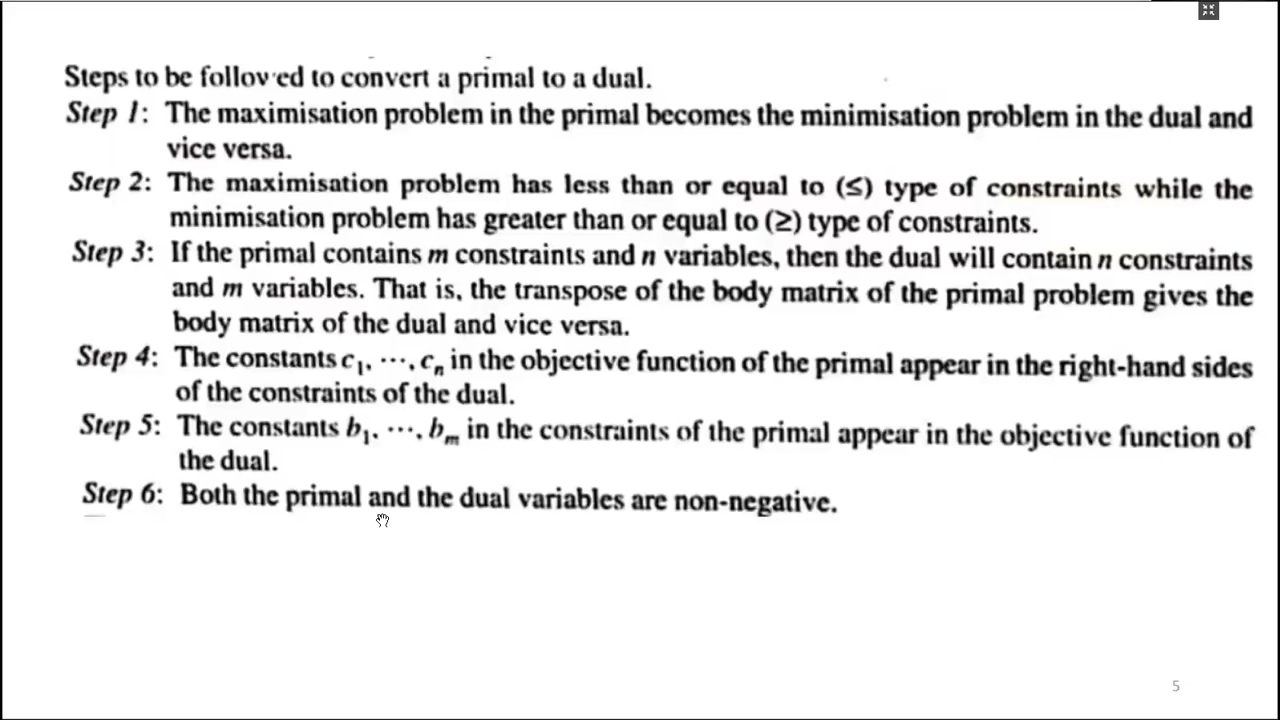 Steps to be followed to convert a primal to a dual.
Step 1: The maximisation problem in the primal becomes the minimisation problem in the dual and
vice versa.
Step 2: The maximisation problem has less than or equal to (≤) type of constraints while the
minimisation problem has greater than or equal to (≥) type of constraints.
Step 3: If the primal contains m constraints and n variables, then the dual will contain n constraints
and m variables. That is, the transpose of the body matrix of the primal problem gives the
body matrix of the dual and vice versa.
Step 4: The constants c₁, ⋯, cₙ in the objective function of the primal appear in the right-hand sides
of the constraints of the dual.
Step 5: The constants b₁, ⋯, bₘ in the constraints of the primal appear in the objective function of
the dual.
Step 6: Both the primal and the dual variables are non-negative.
5